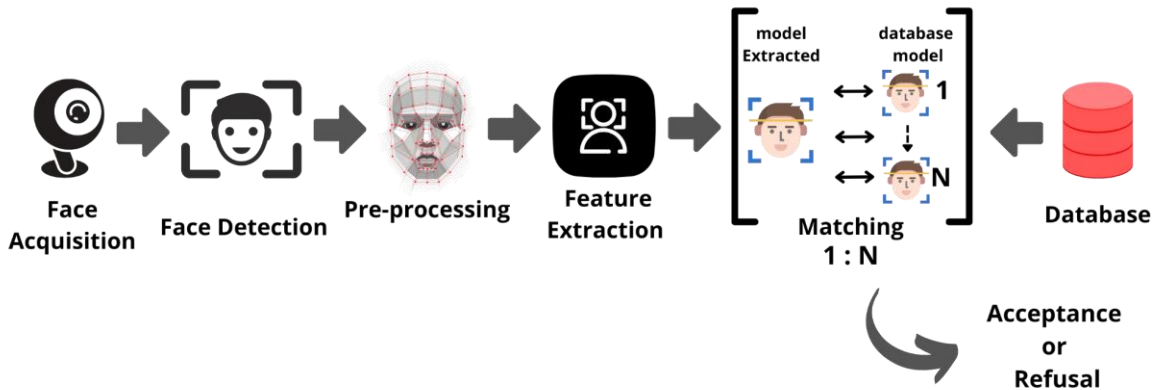 Face
Acquisition
Face Detection
Pre-processing
Feature
Extraction
model
Extracted
database
model
1
N
Matching
1 : N
Database
Acceptance
or
Refusal